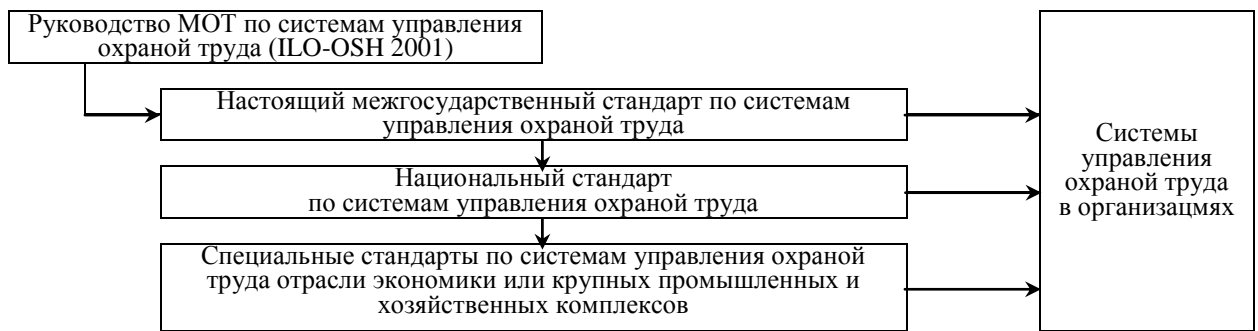 Руководство МОТ по системам управления
охраной труда (ILO-OSH 2001)
Настоящий межгосударственный стандарт по системам
управления охраной труда
Национальный стандарт
по системам управления охраной труда
Специальные стандарты по системам управления охраной
труда отрасли экономики или крупных промышленных и
хозяйственных комплексов
Системы
управления
охраной труда
в организацмях